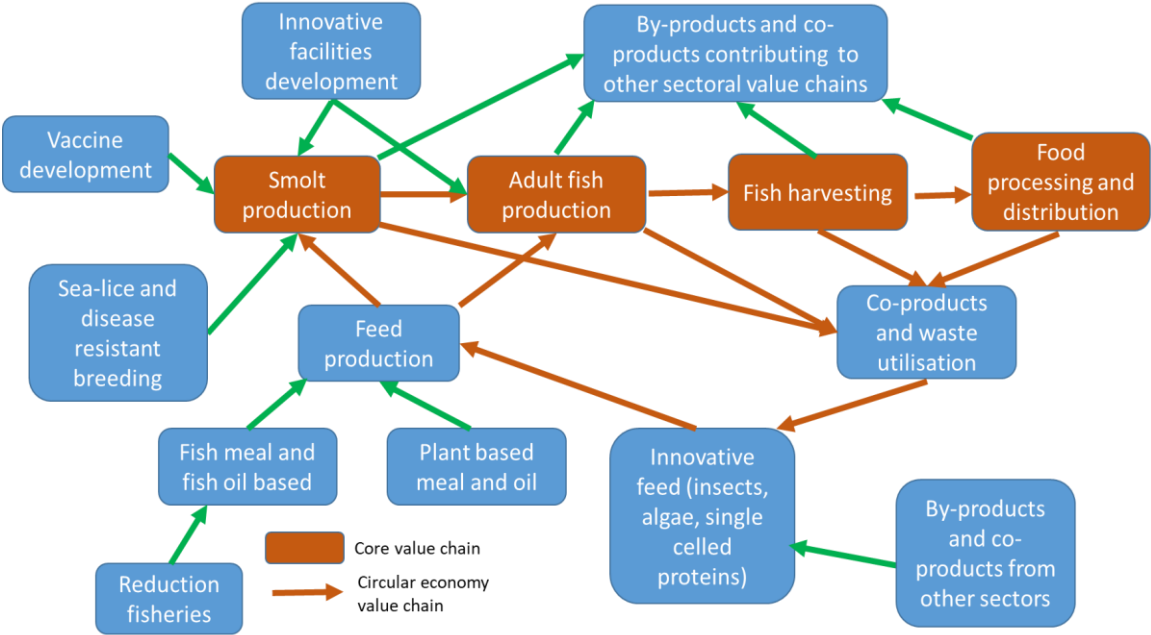 Innovative
facilities
development
By-products and co-
products contributing to
other sectoral value chains
Vaccine
development
Smolt
production
Adult fish
production
Fish harvesting
Food
processing and
distribution
Sea-lice and
disease
resistant
breeding
Feed
production
Co-products
and waste
utilisation
Fish meal and
fish oil based
Plant based
meal and oil
Innovative
feed (insects,
algae, single
celled
proteins)
By-products
and co-
products from
other sectors
Reduction
fisheries
Core value chain
Circular economy
value chain